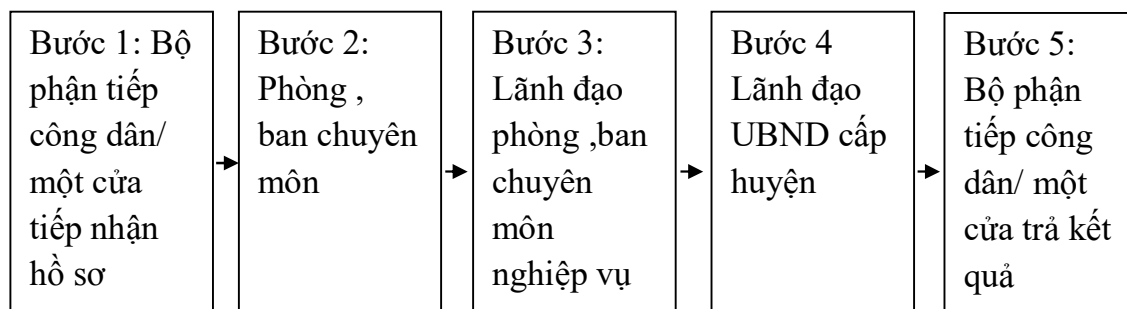 Bước 1: Bộ
phận tiếp
công dân/
một cửa
tiếp nhận
hồ sơ
Bước 2:
Phòng ,
ban chuyên
môn
Bước 3:
Lãnh đạo
phòng ,ban
chuyên
môn
nghiệp vụ
Bước 4
Lãnh đạo
UBND cấp
huyện
Bước 5:
Bộ phận
tiếp công
dân/ một
cửa trả kết
quả